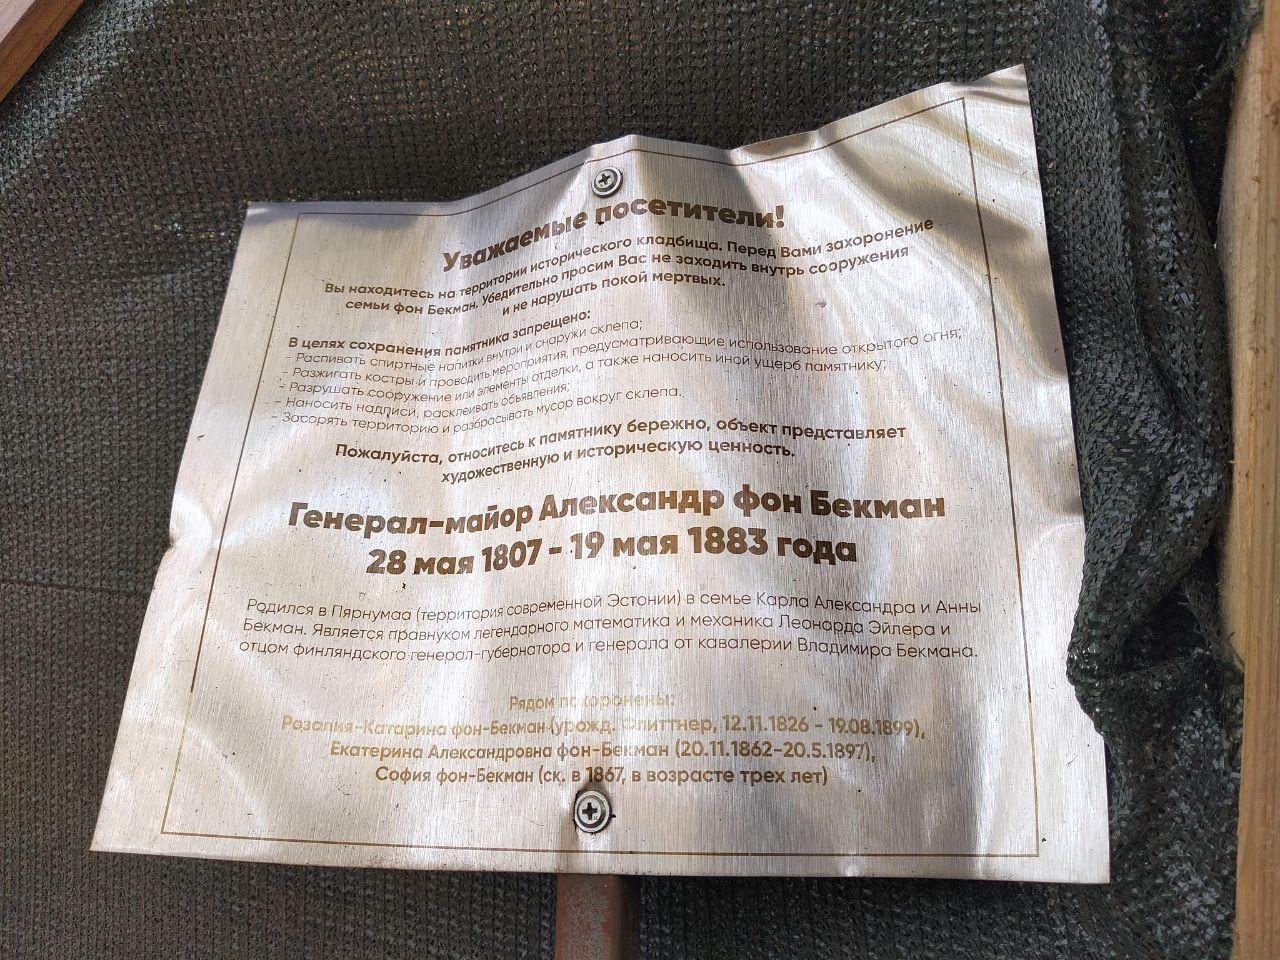 Уважаемые посетители!
Вы находитесь на территории исторического кладбища. Перед Вами захоронение
семьи фон Бекман. Убедительно просим Вас не заходить внутрь сооружения
и не нарушать покой мертвых.
В целях сохранения памятника запрещено:
- Распивать спиртные напитки внутри и снаружи склепа;
- Разжигать костры и проводить мероприятия, предусматривающие использование открытого огня;
- Разрушать сооружение или элементы отделки, а также наносить иной ущерб памятнику;
- Наносить надписи, расклеивать объявления;
- Засорять территорию и разбрасывать мусор вокруг склепа.
Пожалуйста, относитесь к памятнику бережно, объект представляет
художественную и историческую ценность.
Генерал-майор Александр фон Бекман
28 мая 1807 - 19 мая 1883 года
Родился в Пярнумаа (территория современной Эстонии) в семье Карла Александра и Анны
Бекман. Является правнуком легендарного математика и механика Леонарда Эйлера и
отцом финляндского генерал-губернатора и генерала от кавалерии Владимира Бекмана.
Рядом похоронены:
Розалия-Катарина фон-Бекман (урожд. Флиттнер, 12.11.1826 - 19.08.1899),
Екатерина Александровна фон-Бекман (20.11.1862-20.5.1897),
София фон-Бекман (ск. в 1867, в возрасте трех лет)